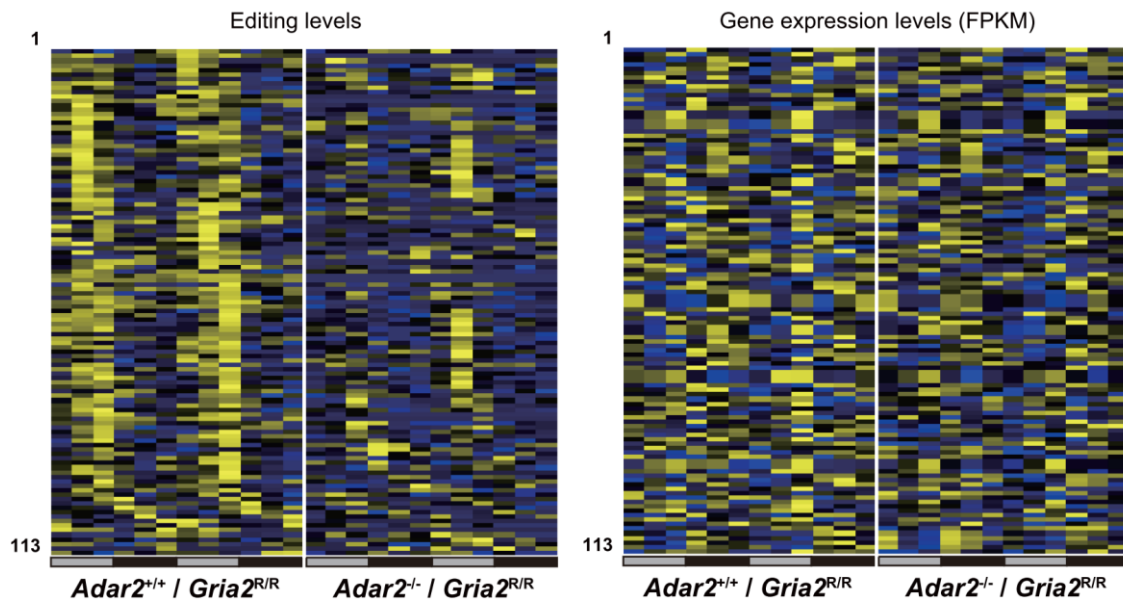 Editing levels
Gene expression levels (FPKM)
1
1
113
113
Adar2+/+ / Gria2R/R
Adar2-/- / Gria2R/R
Adar2+/+ / Gria2R/R
Adar2-/- / Gria2R/R